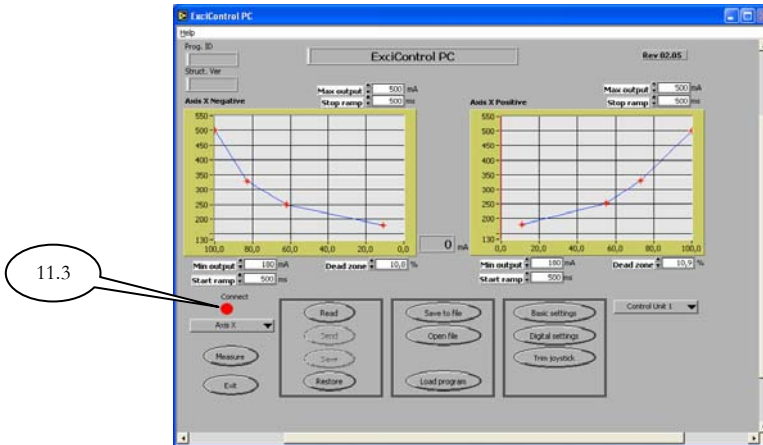 ExciControl PC
Help
Prog. ID
ExciControl PC
Rev 02.05
Struct. Ver
Max output 500 mA
Max output 500 mA
Axis X Negative
Stop ramp 500 ms
Axis X Positive
Stop ramp 500 ms
550
500
450
400
350
300
250
200
130
100,0 80,0 60,0 40,0 20,0 0,0
0 mA
550
500
450
400
350
300
250
200
130
0,0 20,0 40,0 60,0 80,0 100,0
Min output 180 mA
Dead zone 10,8 %
Min output 180 mA
Dead zone 10,9 %
Start ramp 500 ms
Start ramp 500 ms
11.3
Connect
Axis X
Measure
Exit
Read
Send
Save
Restore
Save to file
Open file
Load program
Basic settings
Digital settings
Trim joystick
Control Unit 1